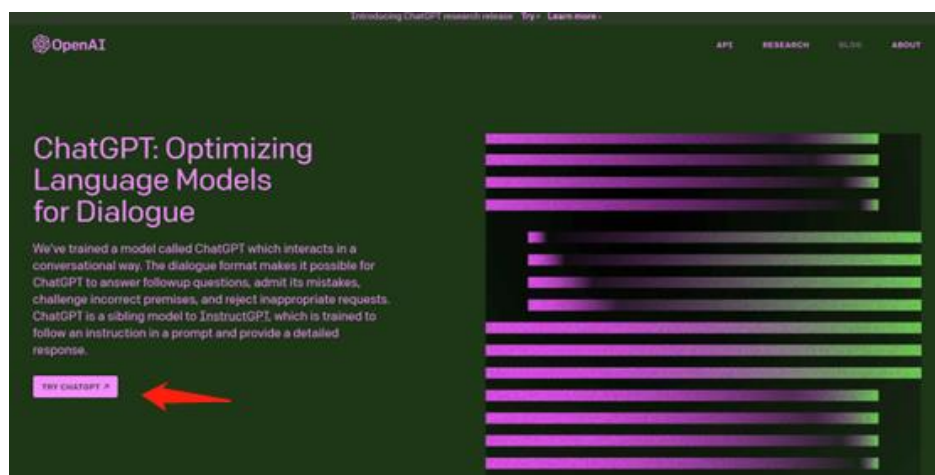 Introducing ChatGPT research release Try › Learn more ›
OpenAI
API RESEARCH BLOG ABOUT
ChatGPT: Optimizing
Language Models
for Dialogue
We've trained a model called ChatGPT which interacts in a
conversational way. The dialogue format makes it possible for
ChatGPT to answer followup questions, admit its mistakes,
challenge incorrect premises, and reject inappropriate requests.
ChatGPT is a sibling model to InstructGPT, which is trained to
follow an instruction in a prompt and provide a detailed
response.
TRY CHATGPT ↗